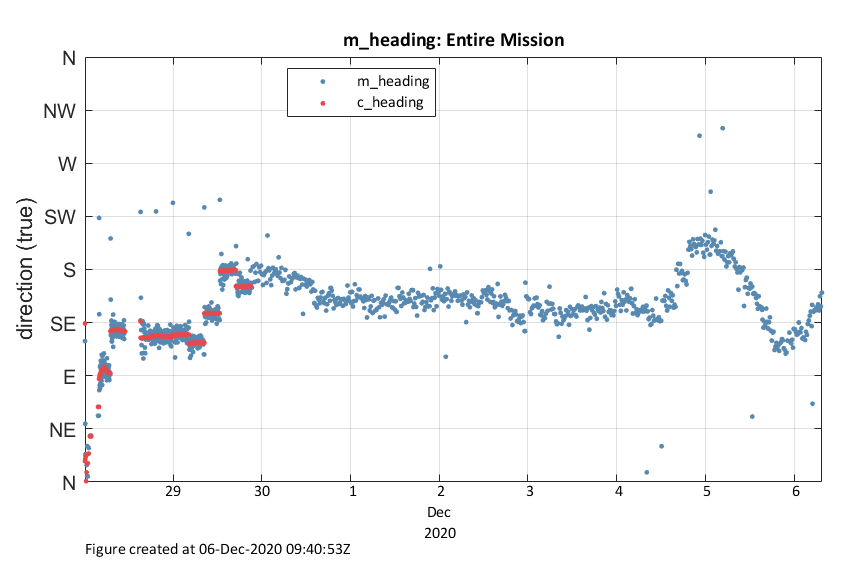 m_heading: Entire Mission
m_heading
c_heading
direction (true)
N
NW
W
SW
S
SE
E
NE
N
29 30 1 2 3 4 5 6
Dec
2020
Figure created at 06-Dec-2020 09:40:53Z